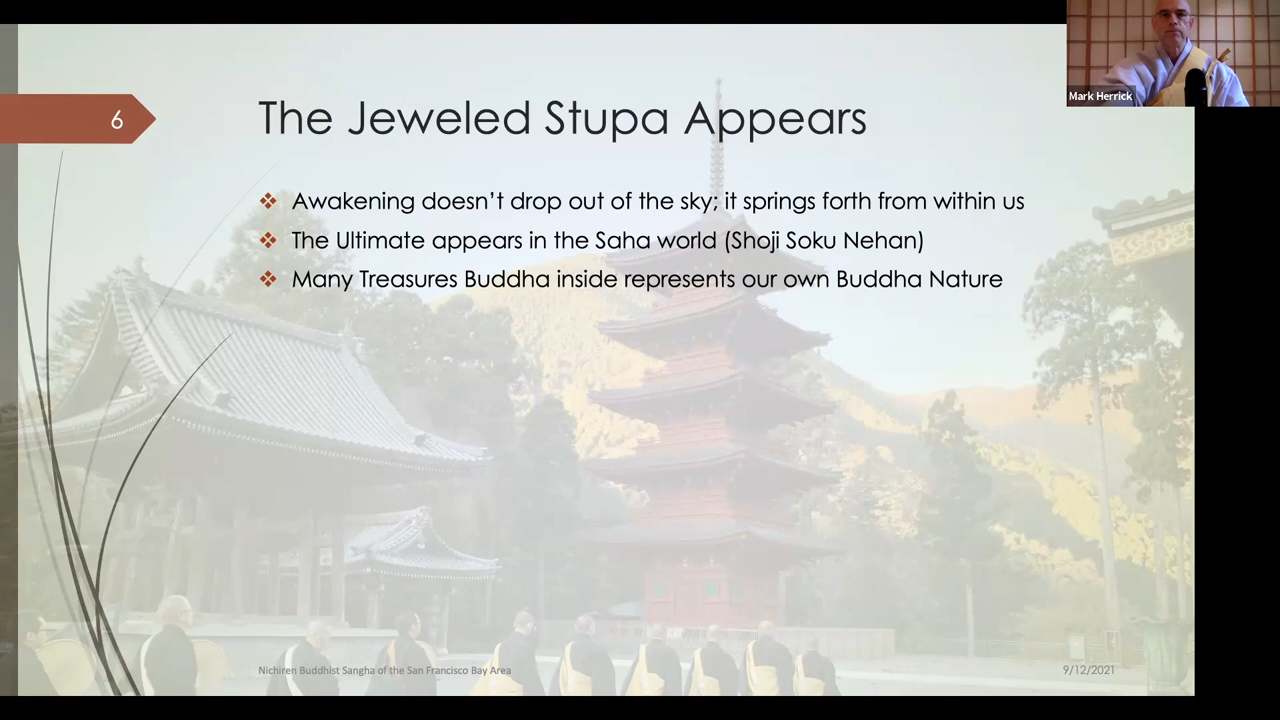 Mark Herrick
6
The Jeweled Stupa Appears
Awakening doesn’t drop out of the sky; it springs forth from within us
The Ultimate appears in the Saha world (Shoji Soku Nehan)
Many Treasures Buddha inside represents our own Buddha Nature
Nichiren Buddhist Sangha of the San Francisco Bay Area
9/12/2021